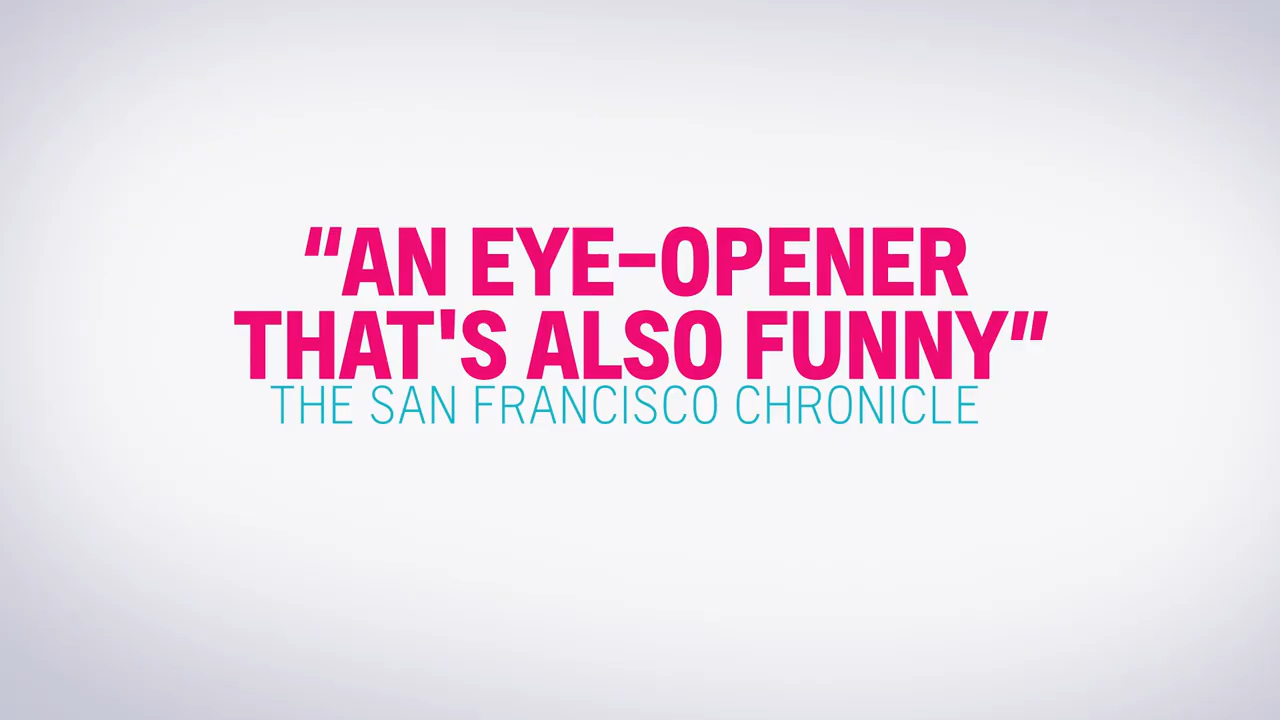 “AN EYE-OPENER
THAT'S ALSO FUNNY”
THE SAN FRANCISCO CHRONICLE